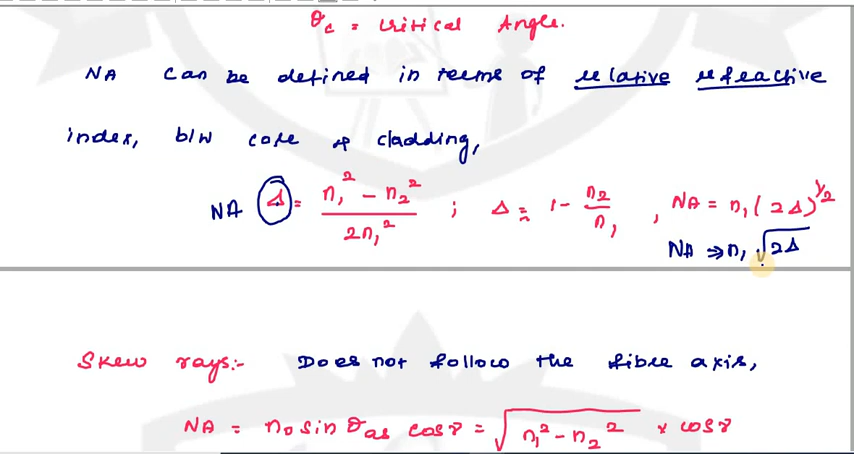 θc = Critical Angle.
NA can be defined in terms of relative refractive
index, b/w core & cladding,
NA Δ = n₁² - n₂² / 2n₁² ; Δ ≈ 1 - n₂/n₁ , NA = n₁(2Δ)^1/2
NA ⇒ n₁ √2Δ
Skew rays:- Does not follow the fibre axis,
NA = n₀ sin θas cos γ = √n₁² - n₂² × cos γ